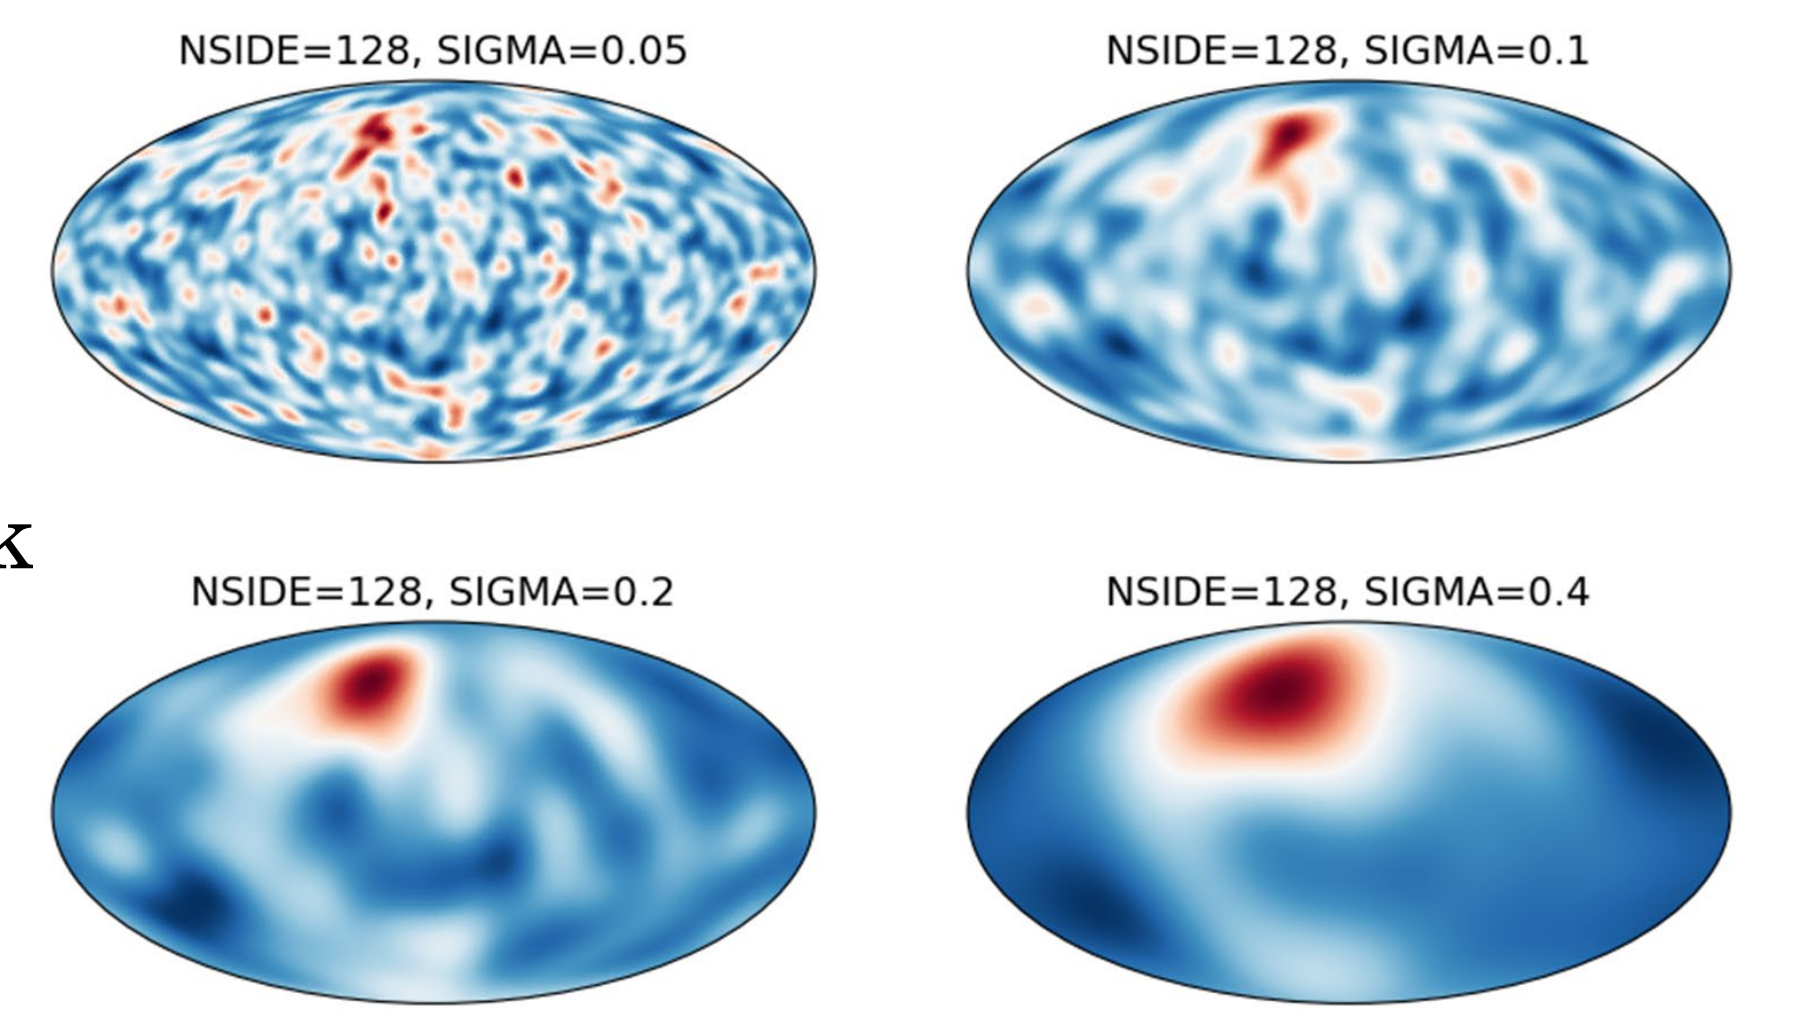 NSIDE=128, SIGMA=0.05
NSIDE=128, SIGMA=0.1
k
NSIDE=128, SIGMA=0.2
NSIDE=128, SIGMA=0.4